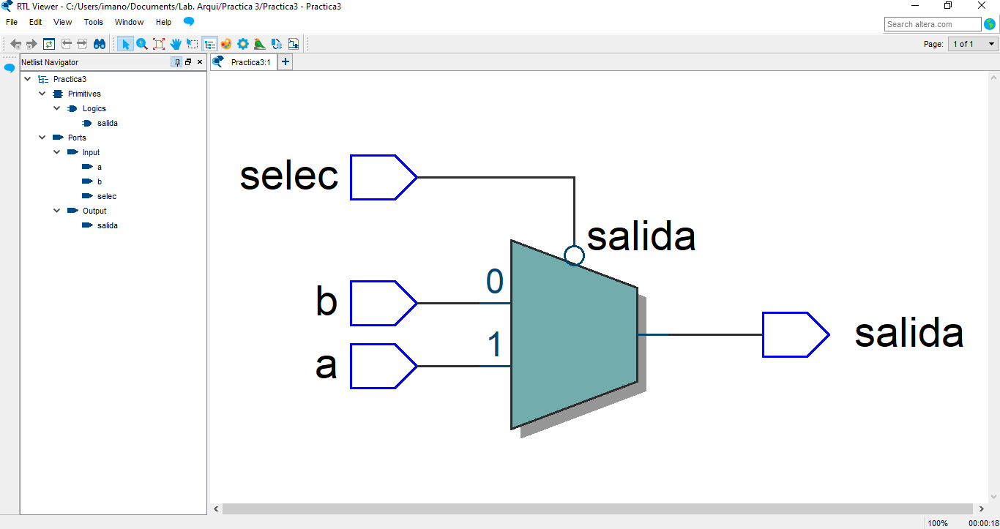 RTL Viewer - C:/Users/imano/Documents/Lab. Arqui/Practica 3/Practica3 - Practica3
File Edit View Tools Window Help
Search altera.com
Page: 1 of 1
Netlist Navigator
Practica3:1
Practica3
Primitives
Logics
salida
Ports
Input
a
b
selec
Output
salida
selec
salida
0
b
1
a
salida
100% 00:00:18